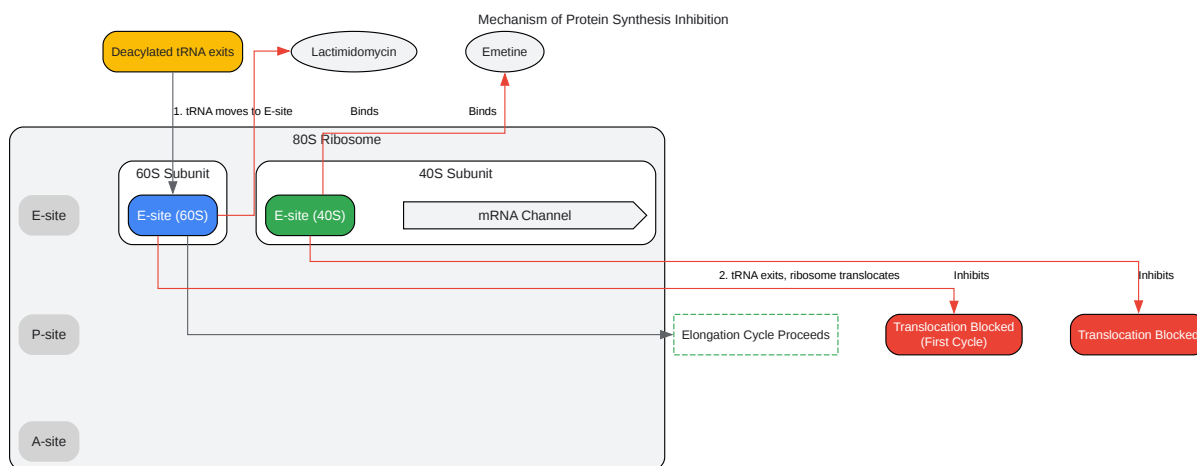 Mechanism of Protein Synthesis Inhibition
Deacylated tRNA exits
Lactimidomycin
Emetine
1. tRNA moves to E-site
Binds
Binds
80S Ribosome
60S Subunit
40S Subunit
E-site
E-site (60S)
E-site (40S)
mRNA Channel
2. tRNA exits, ribosome translocates
Inhibits
Inhibits
P-site
Elongation Cycle Proceeds
Translocation Blocked
(First Cycle)
Translocation Blocked
A-site